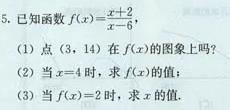 5. 已知函数 f(x)=\frac{x+2}{x-6},
(1) 点 (3, 14) 在 f(x)的图象上吗?
(2) 当 x=4 时, 求 f(x)的值;
(3) 当 f(x)=2 时, 求 x 的值.